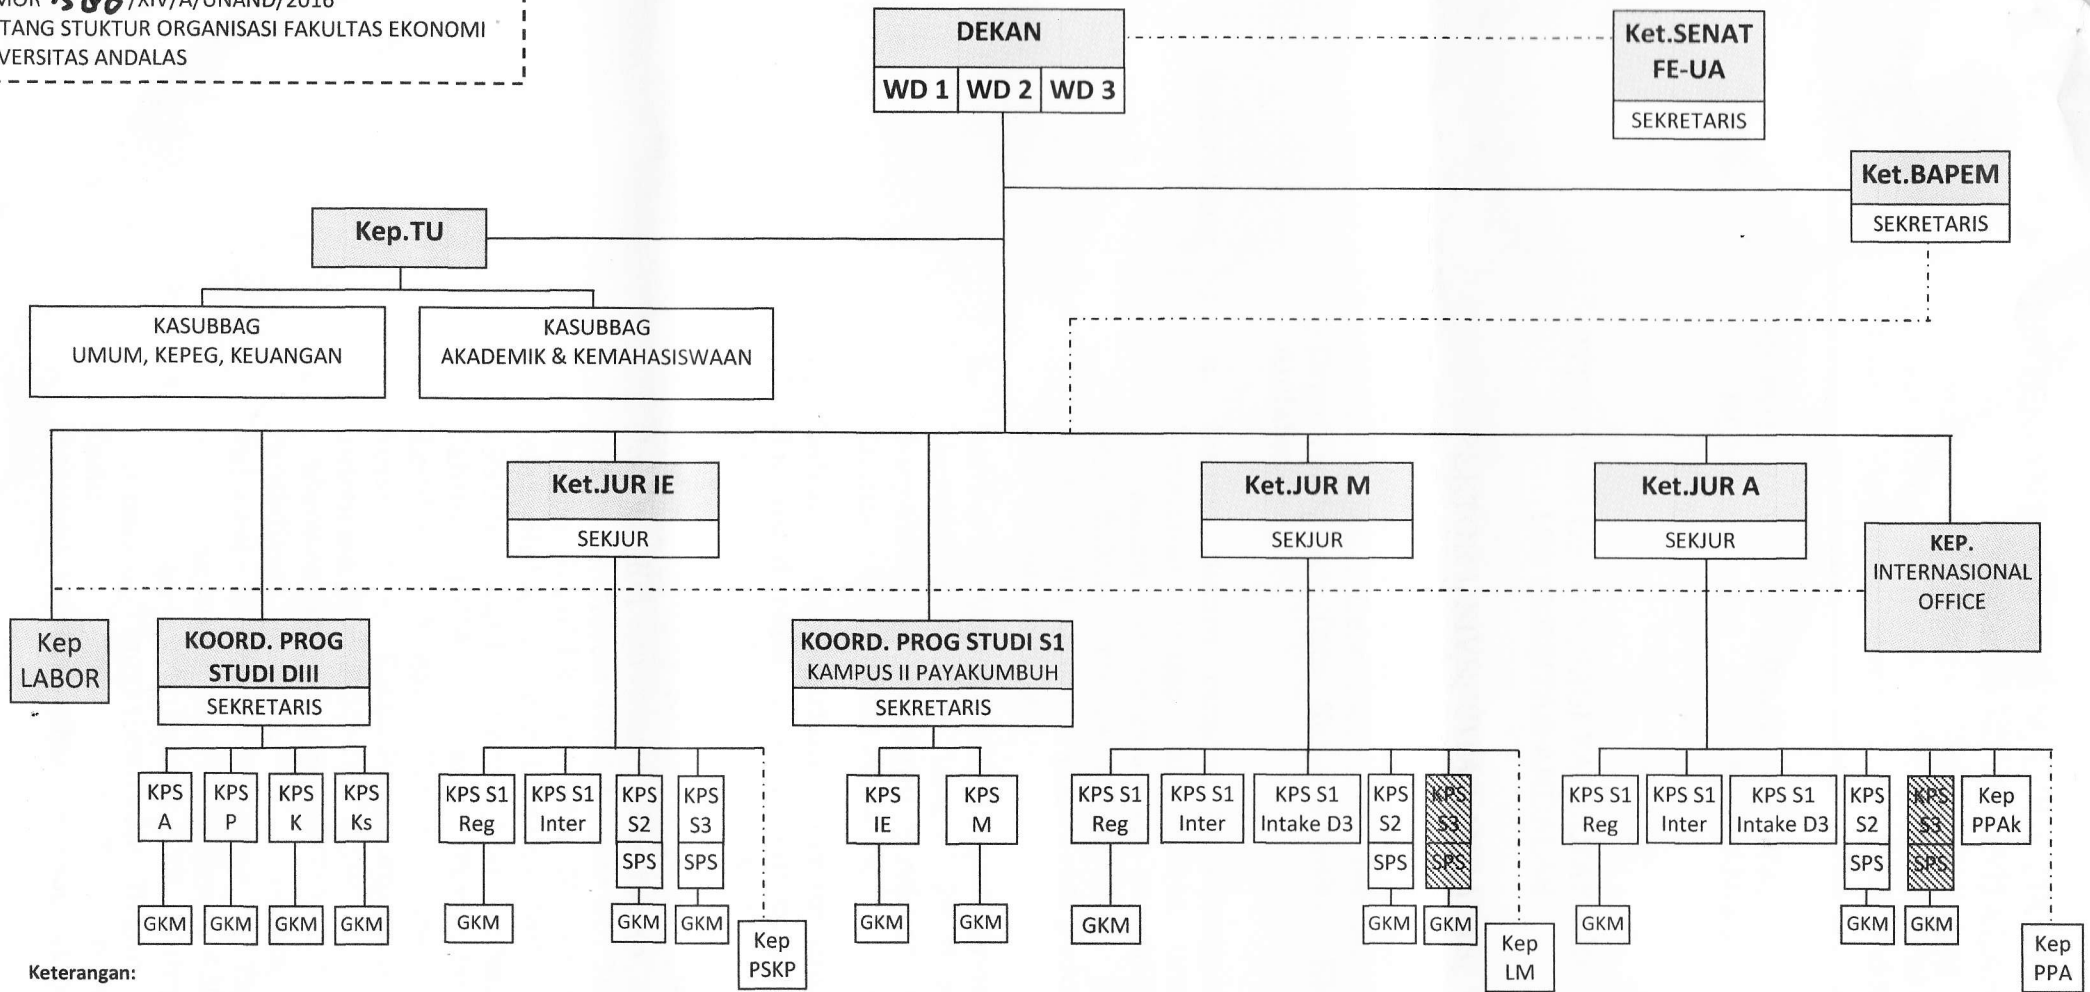 /XIV/A/UNAND/2016
TANG STUKTUR ORGANISASI FAKULTAS EKONOMI
VERSITAS ANDALAS
DEKAN
WD 1 WD 2 WD 3
Ket.SENAT
FE-UA
SEKRETARIS
Ket.BAPEM
SEKRETARIS
Kep.TU
KASUBBAG
UMUM, KEPEG, KEUANGAN
KASUBBAG
AKADEMIK & KEMAHASISWAAN
Ket.JUR IE
SEKJUR
Ket.JUR M
SEKJUR
Ket.JUR A
SEKJUR
KEP.
INTERNASIONAL
OFFICE
Kep
LABOR
KOORD. PROG
STUDI DIII
SEKRETARIS
KOORD. PROG STUDI S1
KAMPUS II PAYAKUMBUH
SEKRETARIS
KPS
A
GKM
KPS
P
GKM
KPS
K
GKM
KPS
Ks
GKM
KPS S1
Reg
GKM
KPS S1
Inter
KPS
S2
SPS
GKM
KPS
S3
SPS
GKM
Kep
PSKP
KPS
IE
GKM
KPS
M
GKM
KPS S1
Reg
GKM
KPS S1
Inter
KPS S1
Intake D3
KPS
S2
SPS
GKM
KPS
S3
SPS
GKM
Kep
LM
KPS S1
Reg
GKM
KPS S1
Inter
KPS S1
Intake D3
KPS
S2
SPS
GKM
KPS
S3
SPS
GKM
Kep
PPAk
Kep
PPA
Keterangan: